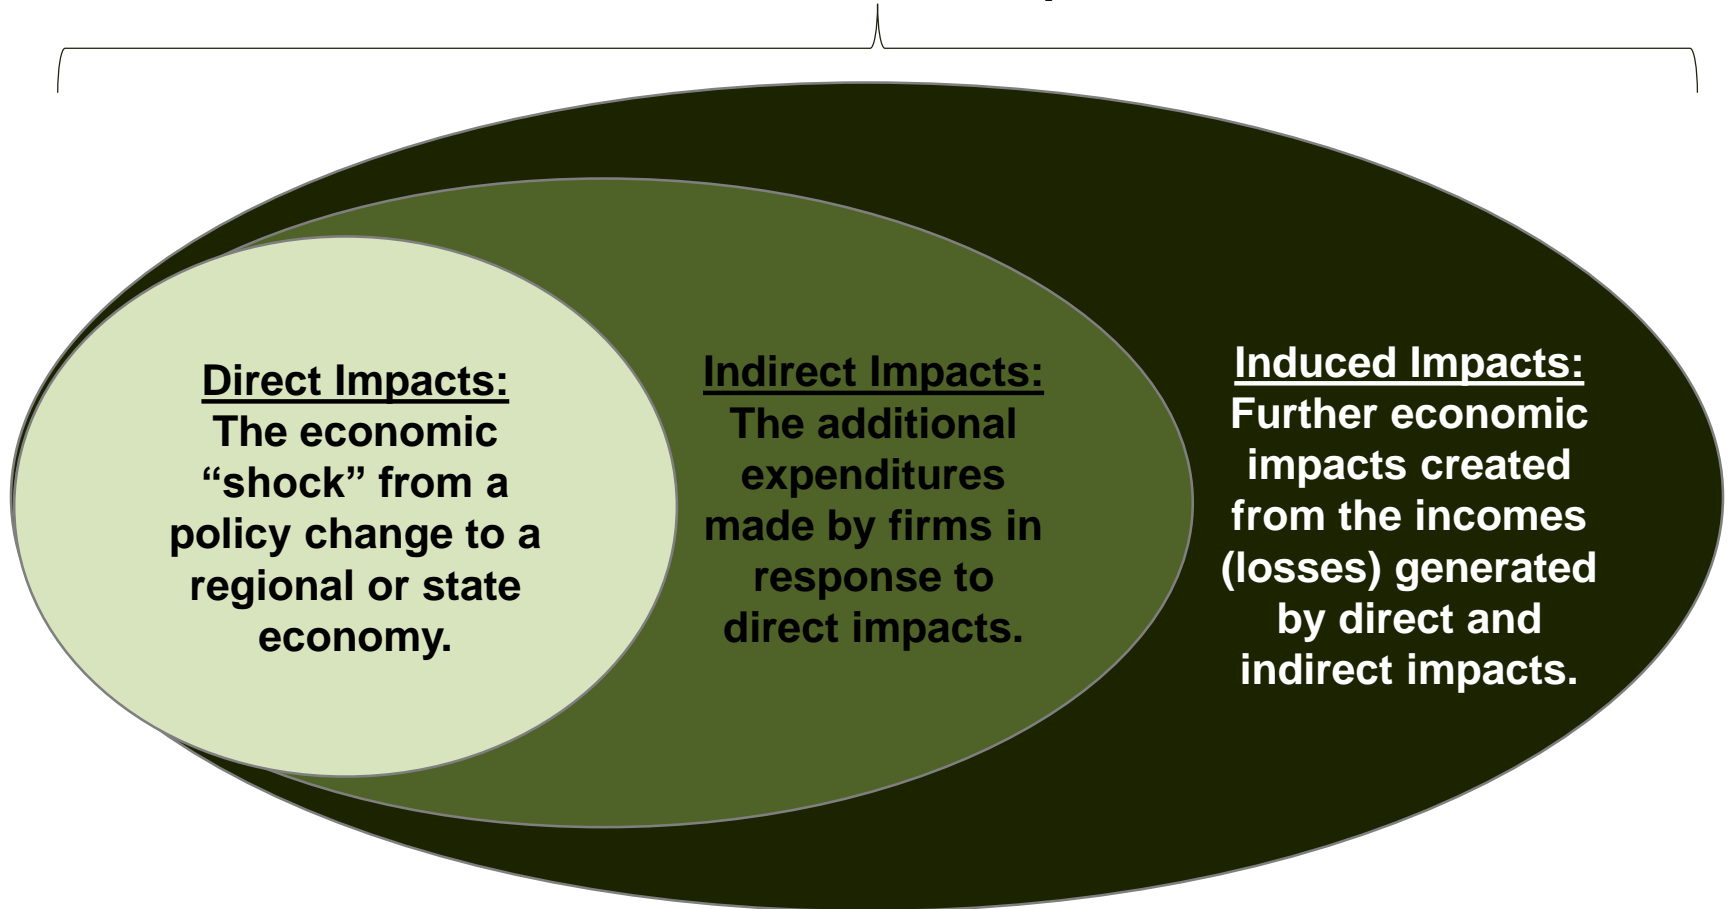 Direct Impacts:
The economic
“shock” from a
policy change to a
regional or state
economy.
Indirect Impacts:
The additional
expenditures
made by firms in
response to
direct impacts.
Induced Impacts:
Further economic
impacts created
from the incomes
(losses) generated
by direct and
indirect impacts.